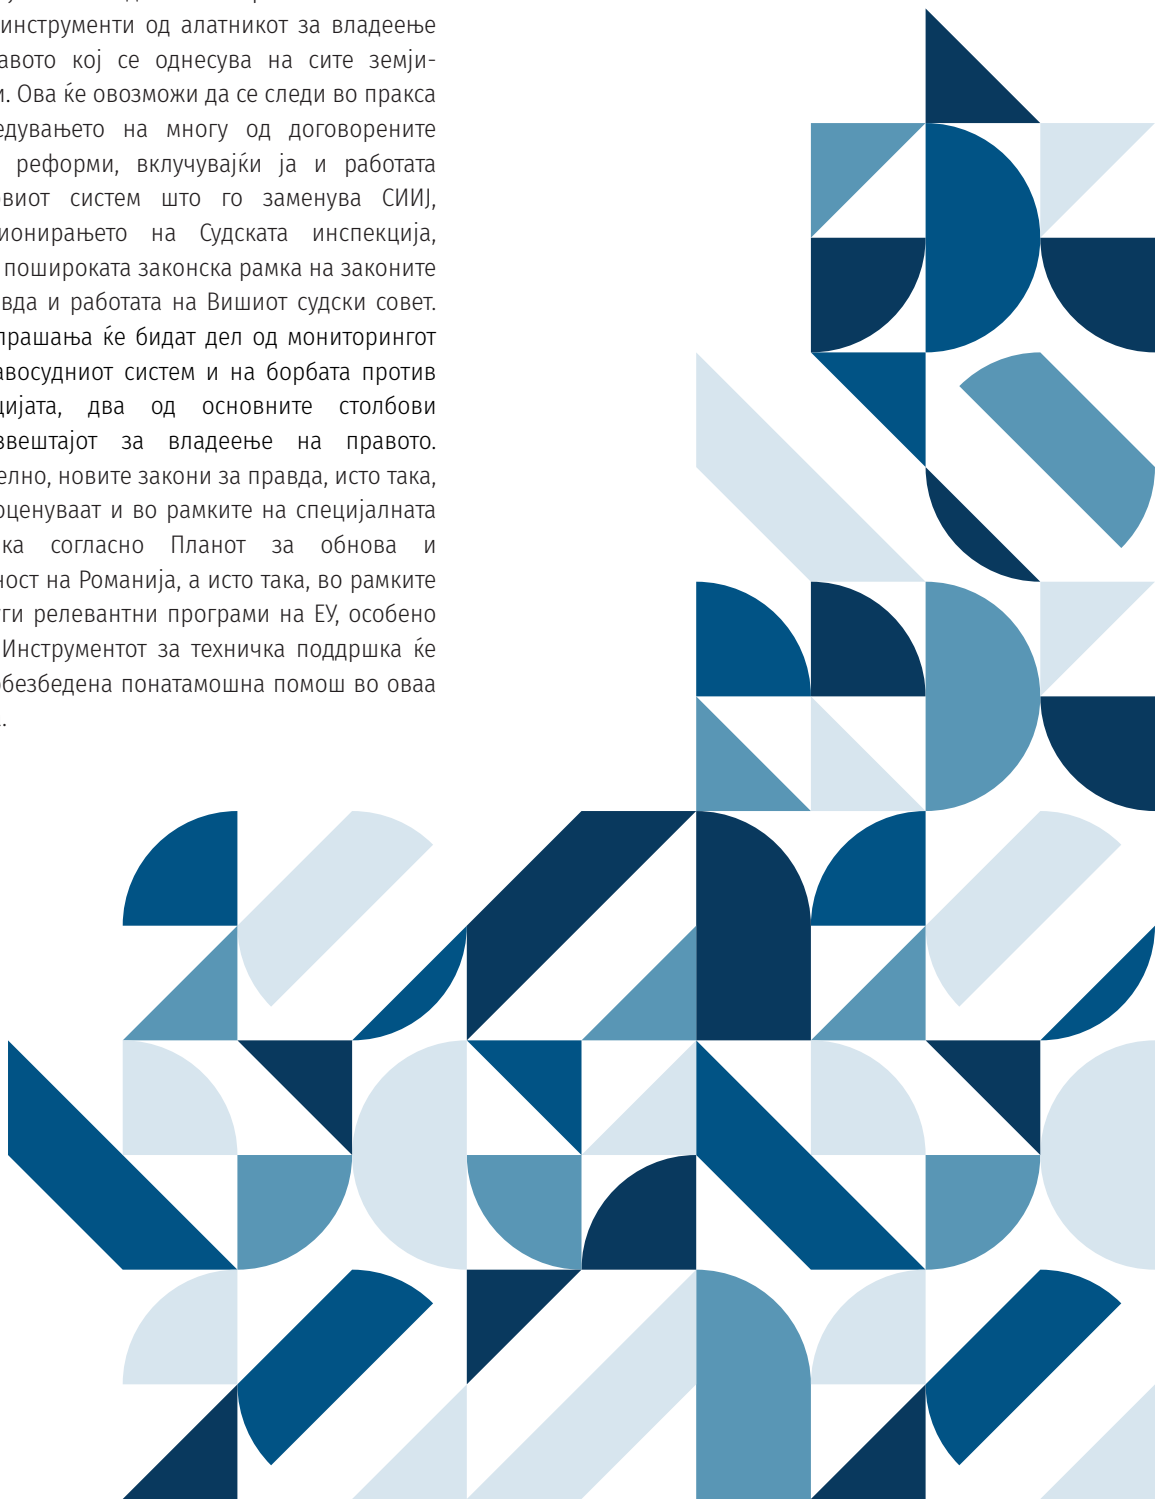 инструменти од алатникот за владеење
авото кој се однесува на сите земји-
и. Ова ќе овозможи да се следи во пракса
едувањето на многу од договорените
реформи, вклучувајќи ја и работата
виот систем што го заменува СИИЈ,
ионирањето на Судската инспекција,
пошироката законска рамка на законите
вда и работата на Вишиот судски совет.
прашања ќе бидат дел од мониторингот
авосудниот систем и на борбата против
цијата, два од основните столбови
звештајот за владеење на правото.
елно, новите закони за правда, исто така,
оценуваат и во рамките на специјалната
ка согласно Планот за обнова и
ност на Романија, а исто така, во рамките
ги релевантни програми на ЕУ, особено
Инструментот за техничка поддршка ќе
обезбедена понатамошна помош во оваа
.